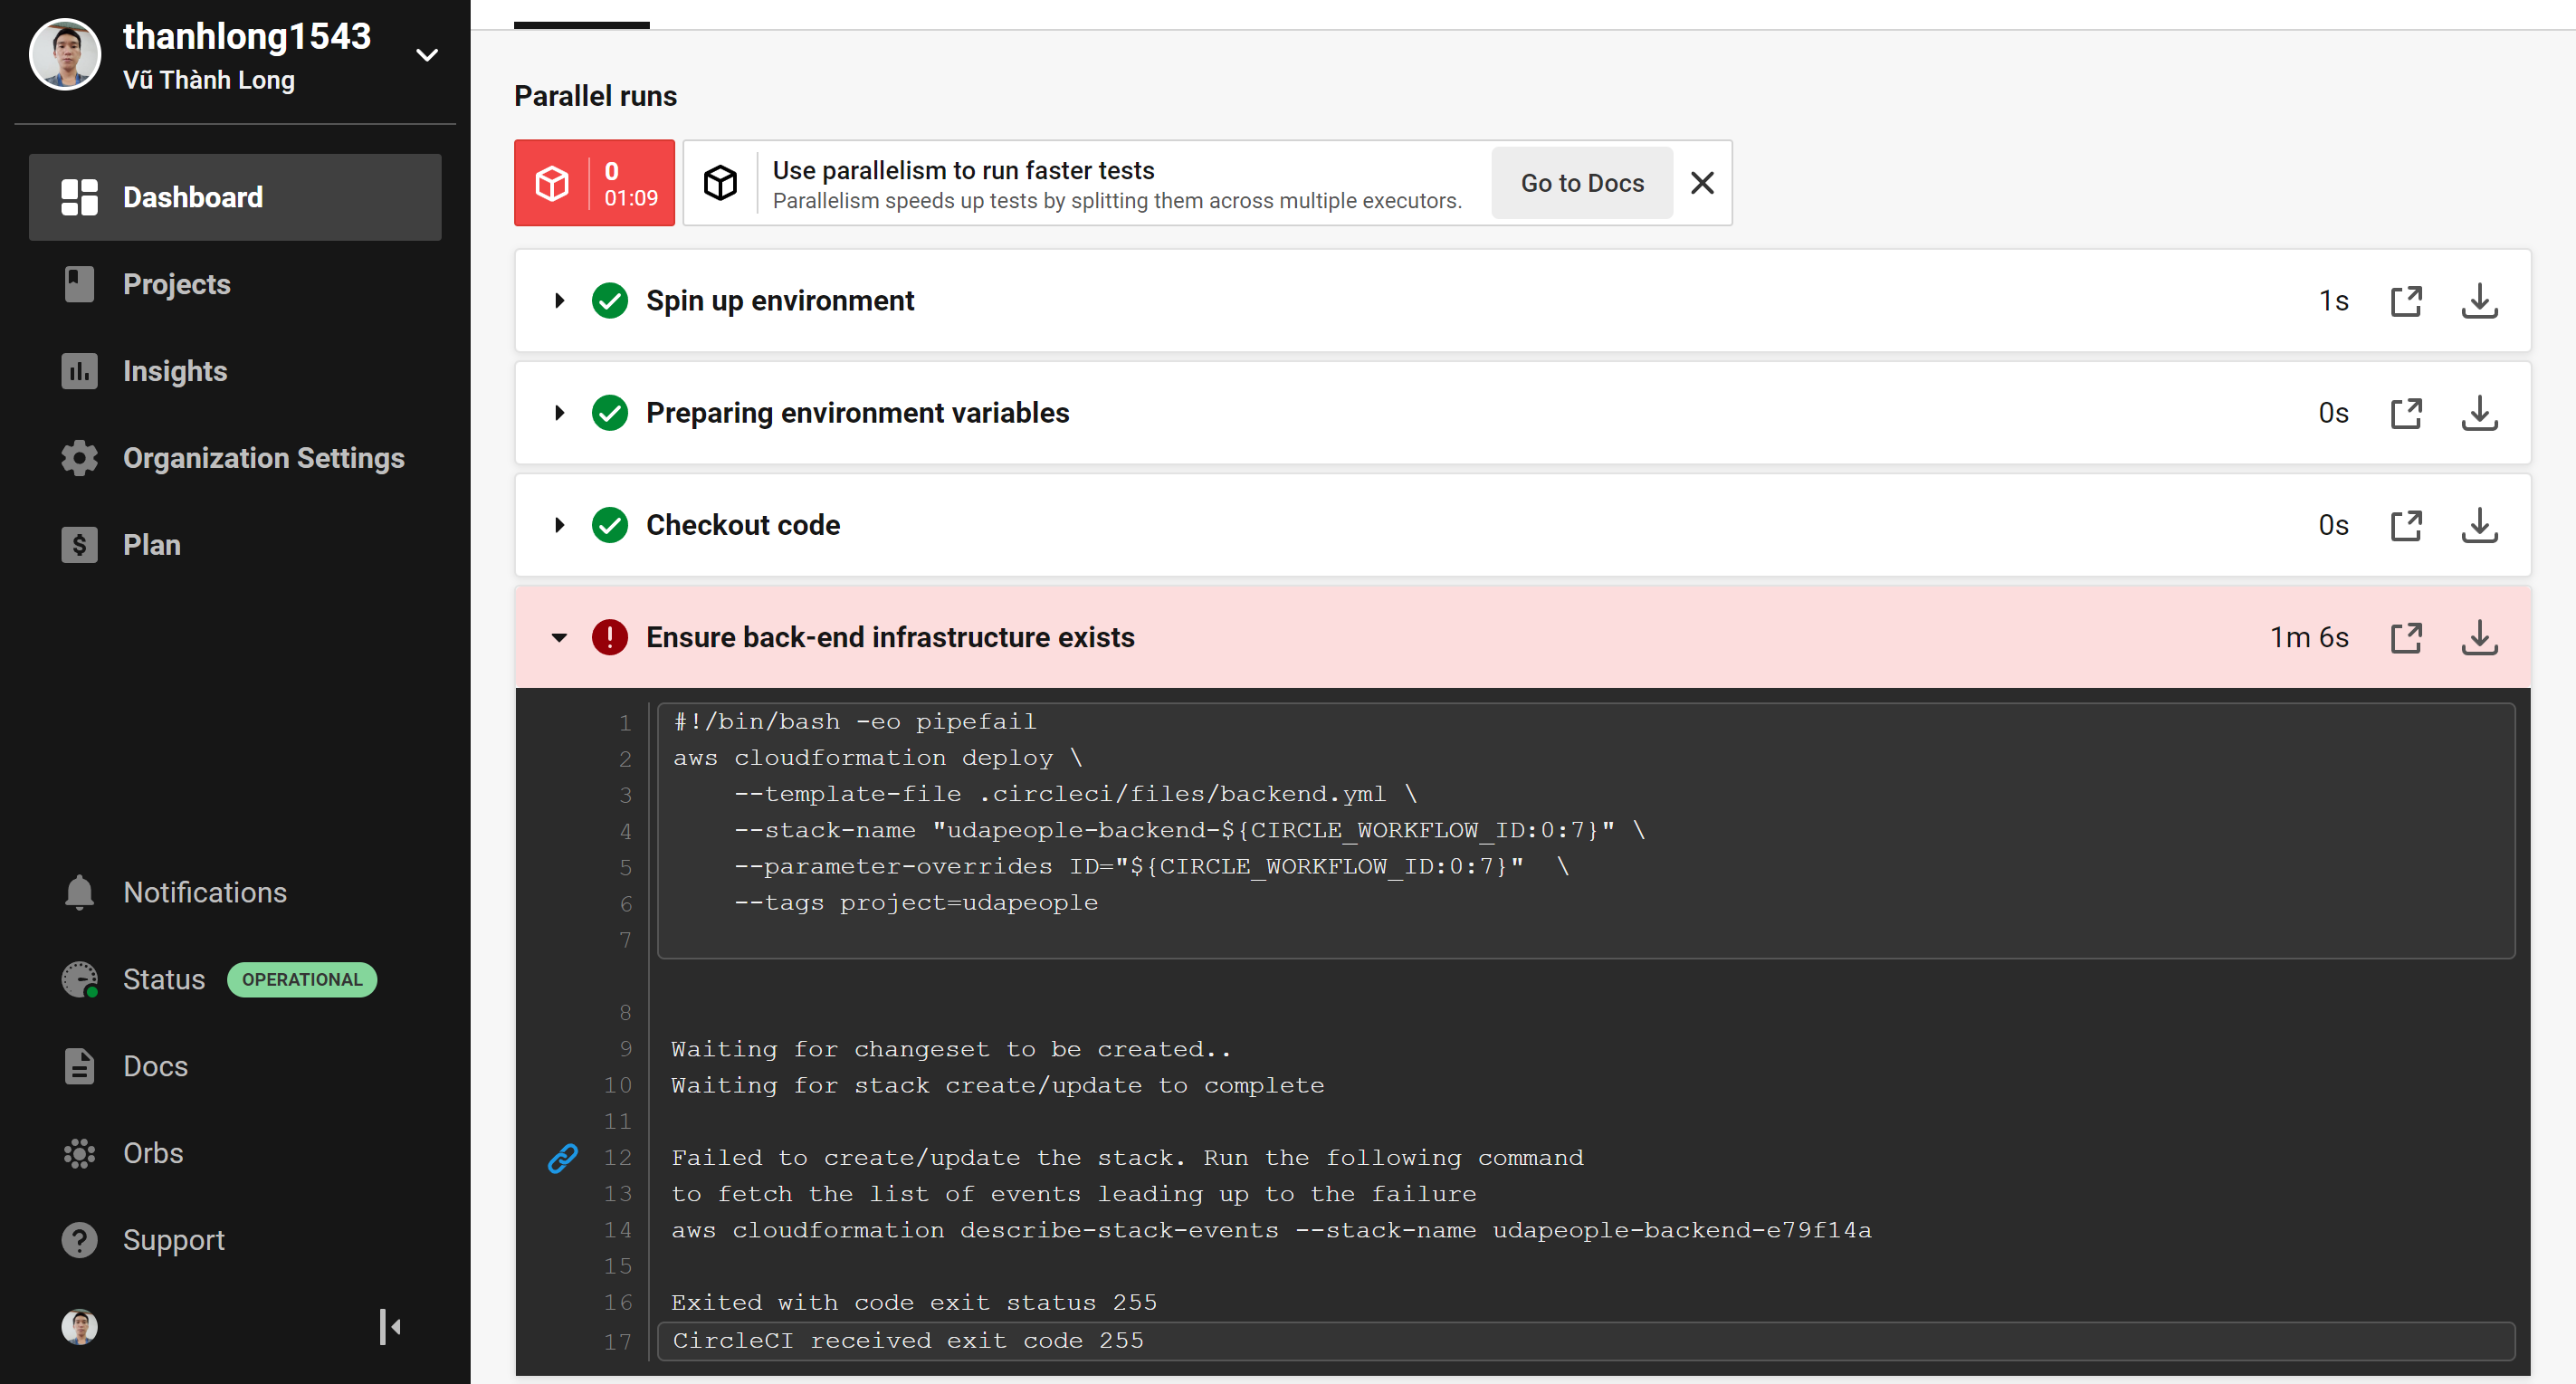 thanhlong1543
Vũ Thành Long
Dashboard
Projects
Insights
Organization Settings
Plan
Notifications
Status OPERATIONAL
Docs
Orbs
Support
Parallel runs
0
01:09
Use parallelism to run faster tests
Parallelism speeds up tests by splitting them across multiple executors.
Go to Docs
Spin up environment 1s
Preparing environment variables 0s
Checkout code 0s
Ensure back-end infrastructure exists 1m 6s
1 #!/bin/bash -eo pipefail
2 aws cloudformation deploy \
3 --template-file .circleci/files/backend.yml \
4 --stack-name "udapeople-backend-${CIRCLE_WORKFLOW_ID:0:7}" \
5 --parameter-overrides ID="${CIRCLE_WORKFLOW_ID:0:7}" \
6 --tags project=udapeople
7
8
9 Waiting for changeset to be created..
10 Waiting for stack create/update to complete
11
12 Failed to create/update the stack. Run the following command
13 to fetch the list of events leading up to the failure
14 aws cloudformation describe-stack-events --stack-name udapeople-backend-e79f14a
15
16 Exited with code exit status 255
17 CircleCI received exit code 255